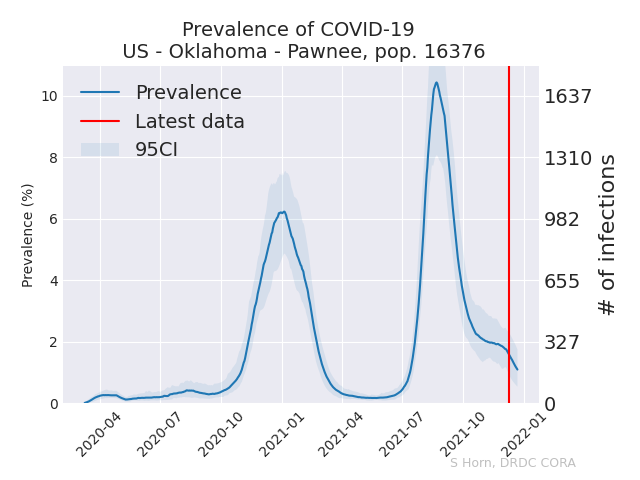 Prevalence of COVID-19
US - Oklahoma - Pawnee, pop. 16376
Prevalence
Latest data
95CI
10
8
6
4
2
0
Prevalence (%)
1637
1310
982
655
327
0
# of infections
2020-04
2020-07
2020-10
2021-01
2021-04
2021-07
2021-10
2022-01
S Horn, DRDC CORA